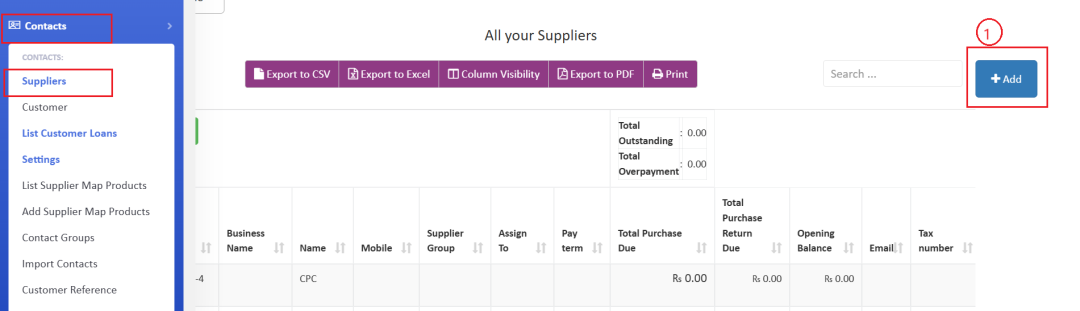 Contacts
CONTACTS:
Suppliers
Customer
List Customer Loans
Settings
List Supplier Map Products
Add Supplier Map Products
Contact Groups
Import Contacts
Customer Reference
All your Suppliers
1
Export to CSV Export to Excel Column Visibility Export to PDF Print
Search ...
+ Add
Total Outstanding : 0.00
Total Overpayment : 0.00
Business Name Name Mobile Supplier Group Assign To Pay term Total Purchase Due Total Purchase Return Due Opening Balance Email Tax number
-4 CPC Rs 0.00 Rs 0.00 Rs 0.00